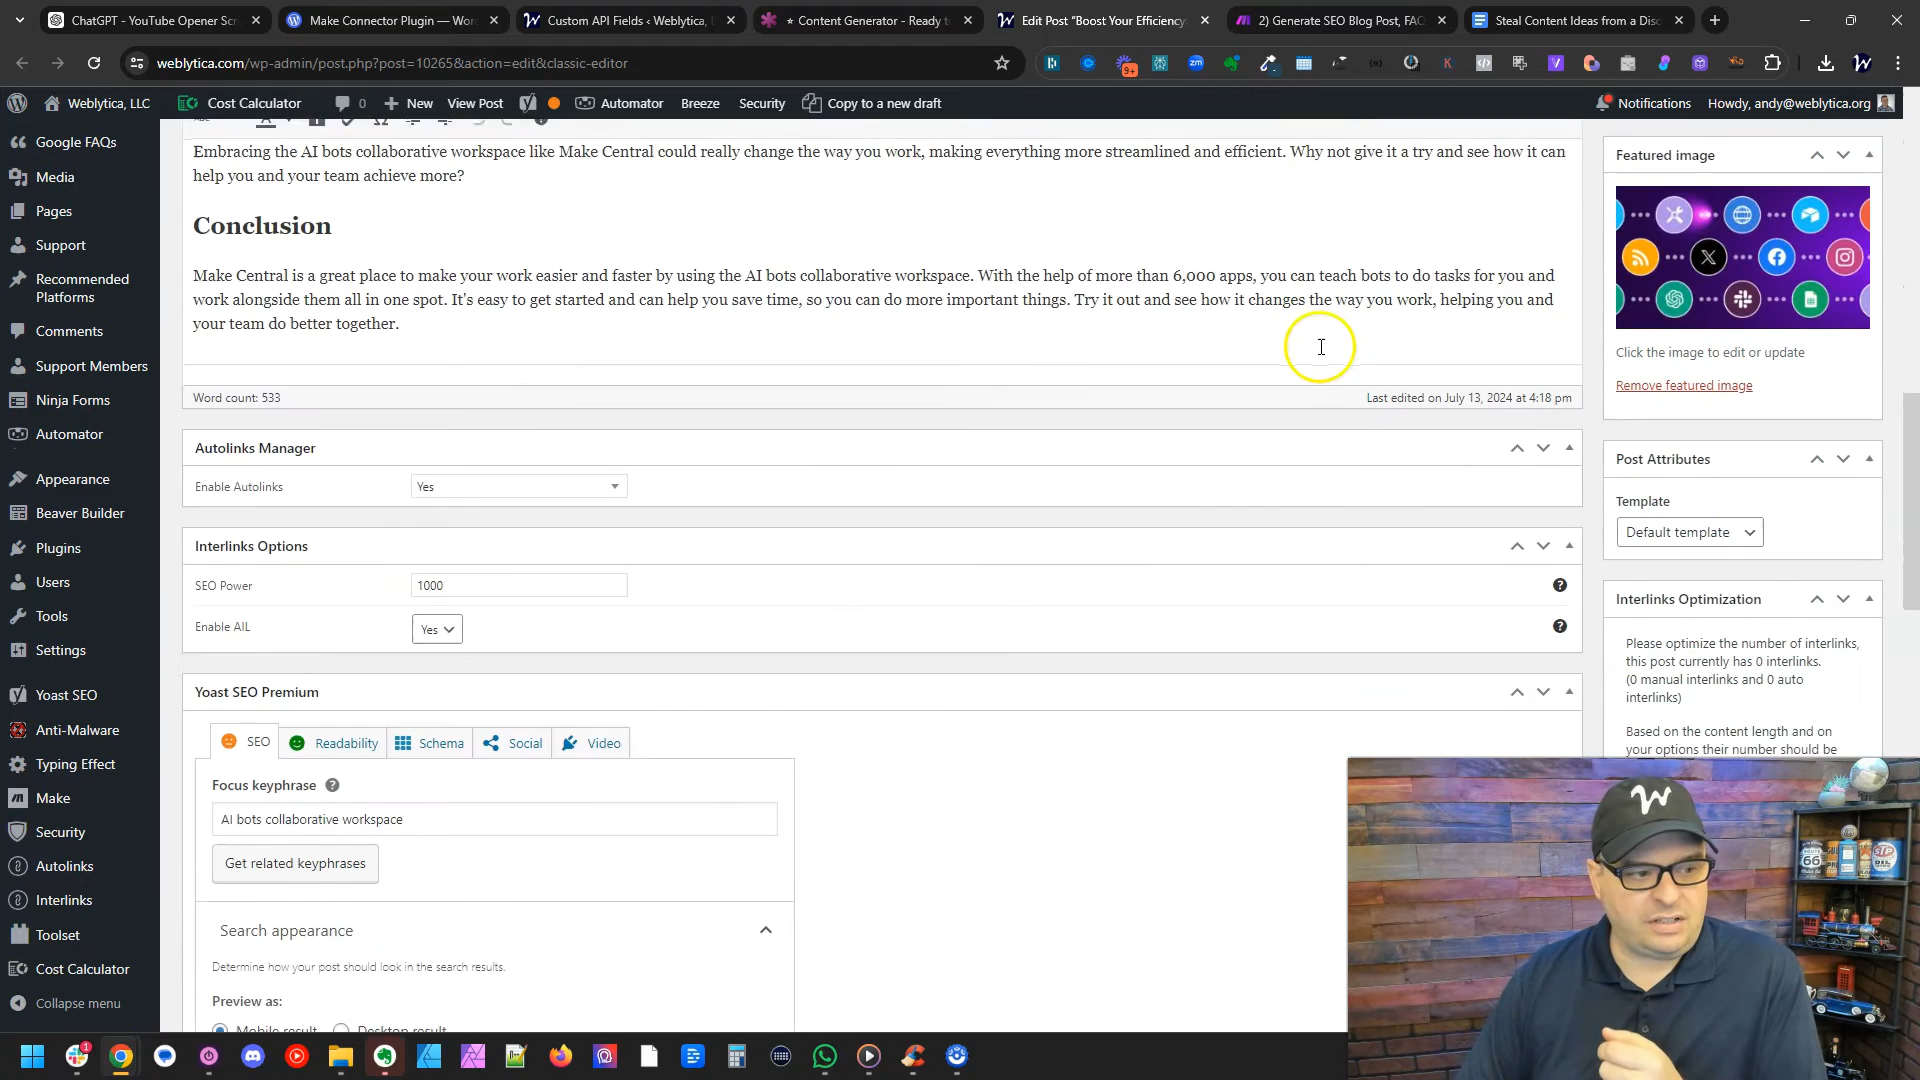 ChatGPT - YouTube Opener Scri
Make Connector Plugin — Wor
Custom API Fields ‹ Weblytica,
⭑ Content Generator - Ready t
Edit Post "Boost Your Efficiency
2) Generate SEO Blog Post, FAC
Steal Content Ideas from a Disc
weblytica.com/wp-admin/post.php?post=10265&action=edit&classic-editor
9+
zm
Weblytica, LLC
Cost Calculator
0
New
View Post
Automator
Breeze
Security
Copy to a new draft
Notifications
Howdy, andy@weblytica.org
Google FAQs
Media
Pages
Support
Recommended
Platforms
Comments
Support Members
Ninja Forms
Automator
Appearance
Beaver Builder
Plugins
Users
Tools
Settings
Yoast SEO
Anti-Malware
Typing Effect
Make
Security
Autolinks
Interlinks
Toolset
Cost Calculator
Collapse menu
Embracing the AI bots collaborative workspace like Make Central could really change the way you work, making everything more streamlined and efficient. Why not give it a try and see how it can
help you and your team achieve more?
Conclusion
Make Central is a great place to make your work easier and faster by using the AI bots collaborative workspace. With the help of more than 6,000 apps, you can teach bots to do tasks for you and
work alongside them all in one spot. It's easy to get started and can help you save time, so you can do more important things. Try it out and see how it changes the way you work, helping you and
your team do better together.
Word count: 533
Last edited on July 13, 2024 at 4:18 pm
Autolinks Manager
Enable Autolinks
Yes
Interlinks Options
SEO Power
1000
Enable AIL
Yes
Yoast SEO Premium
SEO
Readability
Schema
Social
Video
Focus keyphrase
AI bots collaborative workspace
Get related keyphrases
Search appearance
Determine how your post should look in the search results.
Preview as:
Mobile result
Desktop result
Featured image
Click the image to edit or update
Remove featured image
Post Attributes
Template
Default template
Interlinks Optimization
Please optimize the number of interlinks,
this post currently has 0 interlinks.
(0 manual interlinks and 0 auto
interlinks)
Based on the content length and on
your options their number should be
ROUTE
66
STP
1